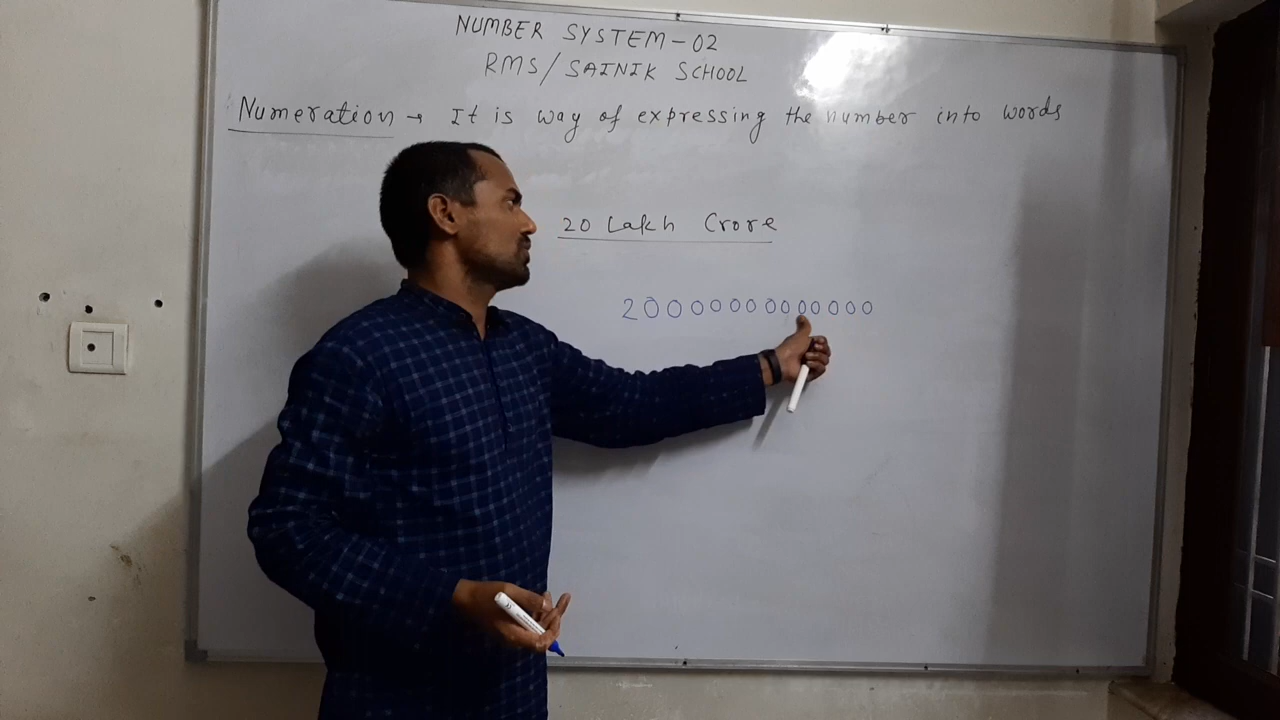 NUMBER SYSTEM-02
RMS/SAINIK SCHOOL
Numeration → It is way of expressing the number into words
20 Lakh Crore
20000000000000